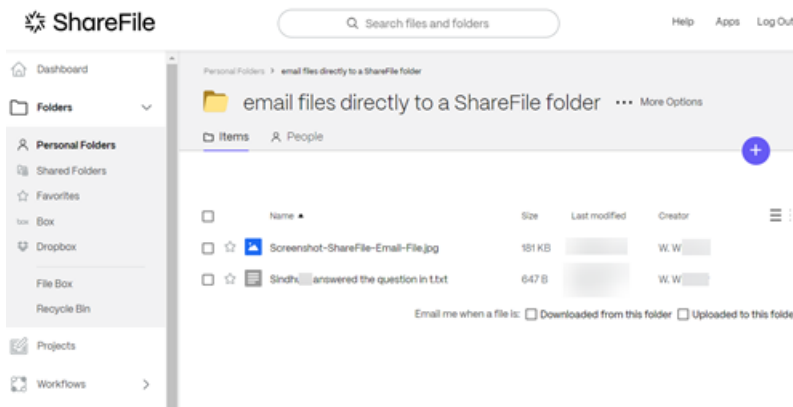 ShareFile
Search files and folders
Help Apps Log Out
Dashboard
Folders
Personal Folders
Shared Folders
Favorites
box Box
Dropbox
File Box
Recycle Bin
Projects
Workflows
Personal Folders > email files directly to a ShareFile folder
email files directly to a ShareFile folder ••• More Options
Items People
+
Name ▲ Size Last modified Creator
Screenshot-ShareFile-Email-File.jpg 181 KB W. W
Sindhu answered the question in t.txt 647 B W. W
Email me when a file is: Downloaded from this folder Uploaded to this folde